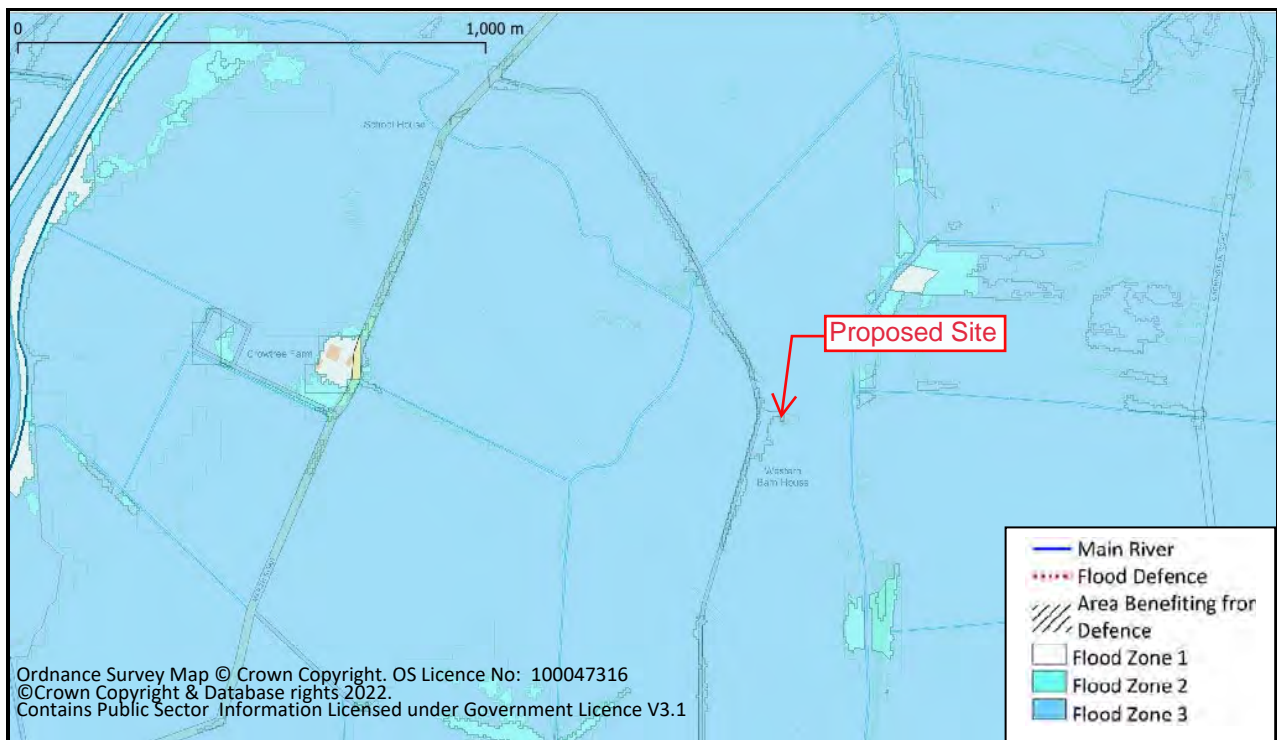 0
1,000 m
School House
Crowtree Farm
Proposed Site
Western
Barn House
Main River
Flood Defence
Area Benefiting fror
Defence
Flood Zone 1
Flood Zone 2
Flood Zone 3
Ordnance Survey Map © Crown Copyright. OS Licence No: 100047316
©Crown Copyright & Database rights 2022.
Contains Public Sector Information Licensed under Government Licence V3.1